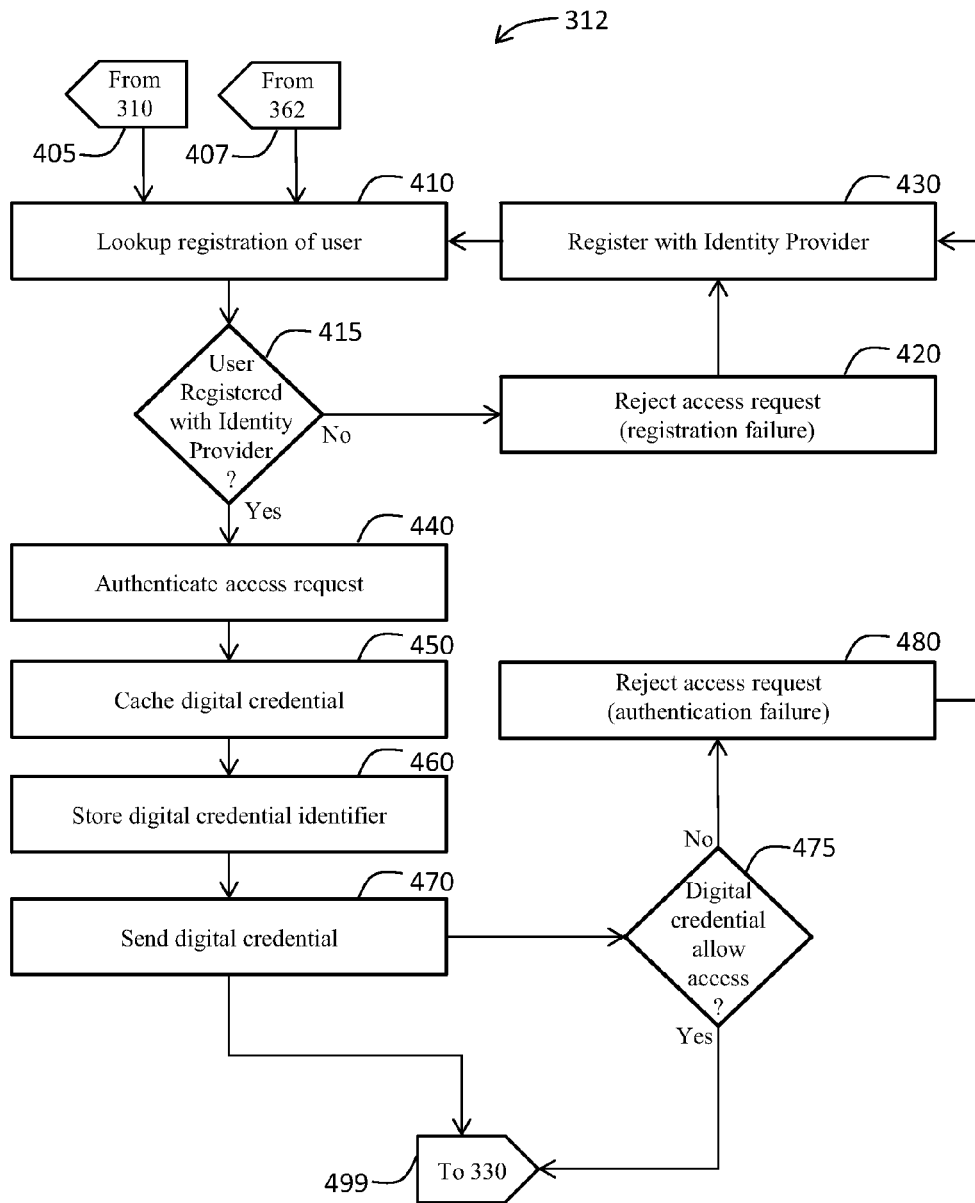 312
From
310
From
362
405
407
410
430
Lookup registration of user
Register with Identity Provider
415
User
Registered
with Identity
Provider
?
No
Yes
420
Reject access request
(registration failure)
440
Authenticate access request
450
Cache digital credential
480
Reject access request
(authentication failure)
460
Store digital credential identifier
470
Send digital credential
No
475
Digital
credential
allow
access
?
Yes
499
To 330